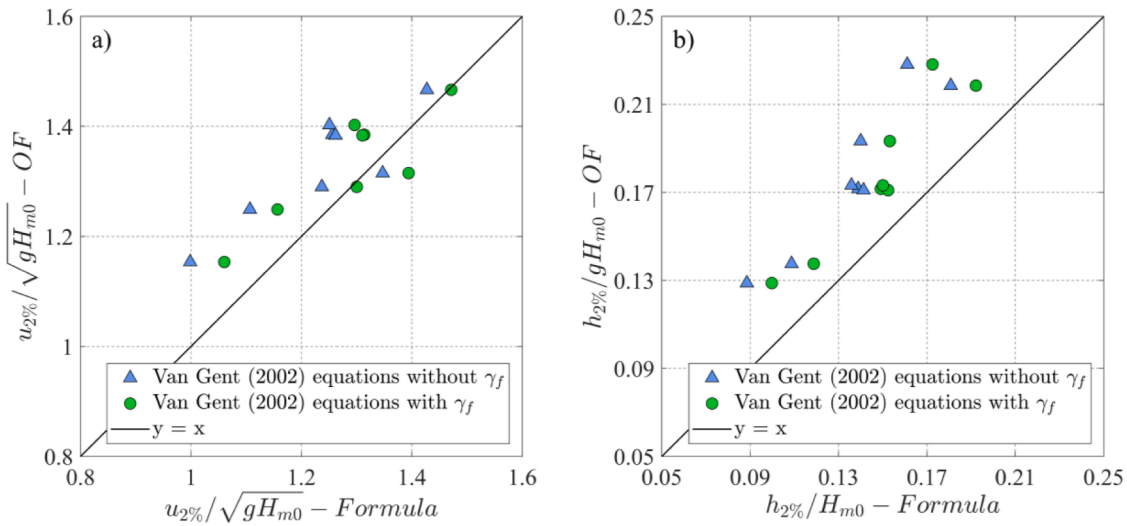 a)
1.6
1.4
1.2
1
0.8
u2%/√gHm0 − OF
0.8 1 1.2 1.4 1.6
u2%/√gHm0 − Formula
Van Gent (2002) equations without γf
Van Gent (2002) equations with γf
y = x
b)
0.25
0.21
0.17
0.13
0.09
0.05
h2%/gHm0 − OF
0.05 0.09 0.13 0.17 0.21 0.25
h2%/Hm0 − Formula
Van Gent (2002) equations without γf
Van Gent (2002) equations with γf
y = x